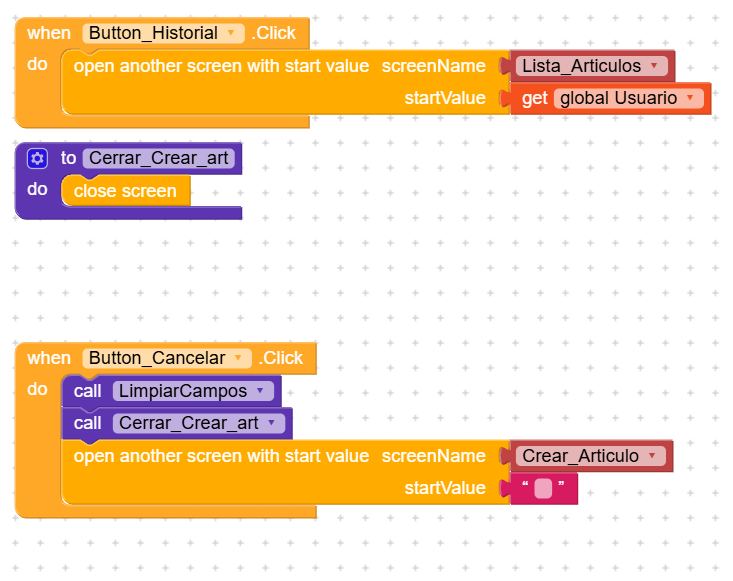 when Button_Historial .Click
do open another screen with start value screenName Lista_Articulos
startValue get global Usuario
to Cerrar_Crear_art
do close screen
when Button_Cancelar .Click
do call LimpiarCampos
call Cerrar_Crear_art
open another screen with start value screenName Crear_Articulo
startValue “ ”